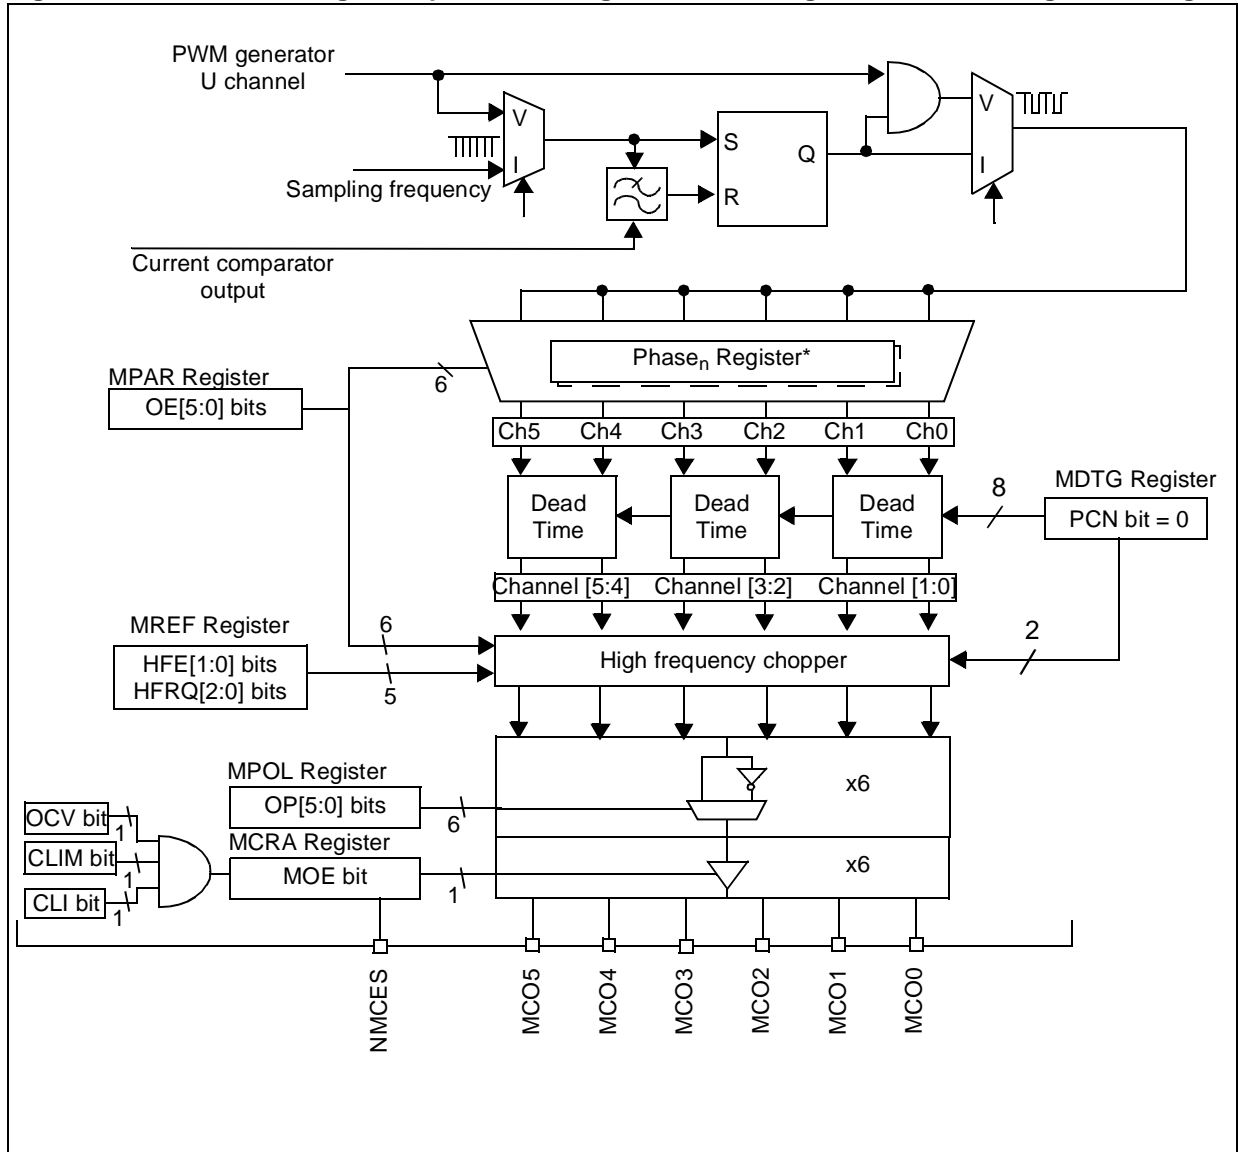 PWM generator
U channel
V
I
Sampling frequency
S
R
Q
V
I
Current comparator
output
Phasen Register*
MPAR Register
OE[5:0] bits
6
Ch5 Ch4 Ch3 Ch2 Ch1 Ch0
Dead
Time
Dead
Time
Dead
Time
8
MDTG Register
PCN bit = 0
Channel [5:4] Channel [3:2] Channel [1:0]
MREF Register
HFE[1:0] bits
HFRQ[2:0] bits
6
5
High frequency chopper
2
MPOL Register
OP[5:0] bits
6
x6
OCV bit
1
CLIM bit
1
CLI bit
1
MCRA Register
MOE bit
1
x6
NMCES
MCO5
MCO4
MCO3
MCO2
MCO1
MCO0